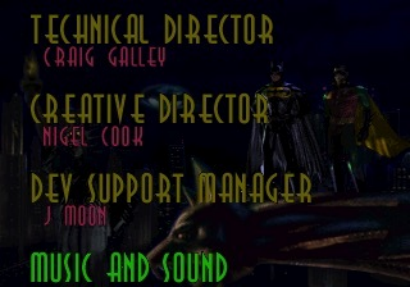 TECHNICAL DIRECTOR
CRAIG GALLEY
CREATIVE DIRECTOR
NIGEL COOK
DEV SUPPORT MANAGER
J MOON
MUSIC AND SOUND